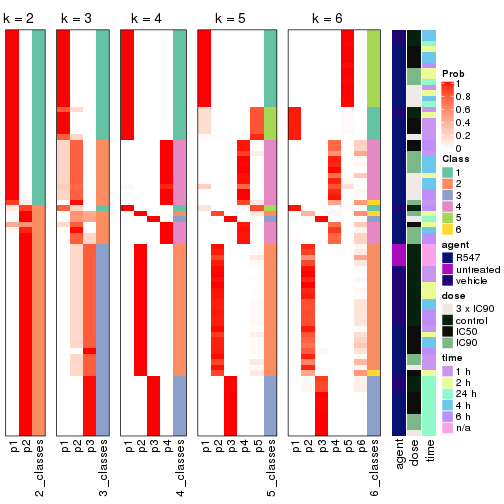 k = 2
k = 3
k = 4
k = 5
k = 6
p1
p2
2_classes
p1
p2
p3
3_classes
p1
p2
p3
p4
4_classes
p1
p2
p3
p4
p5
5_classes
p1
p2
p3
p4
p5
p6
6_classes
agent
dose
time
Prob
1
0.8
0.6
0.4
0.2
0
Class
1
2
3
4
5
6
agent
R547
untreated
vehicle
dose
3 x IC90
control
IC50
IC90
time
1 h
2 h
24 h
4 h
6 h
n/a